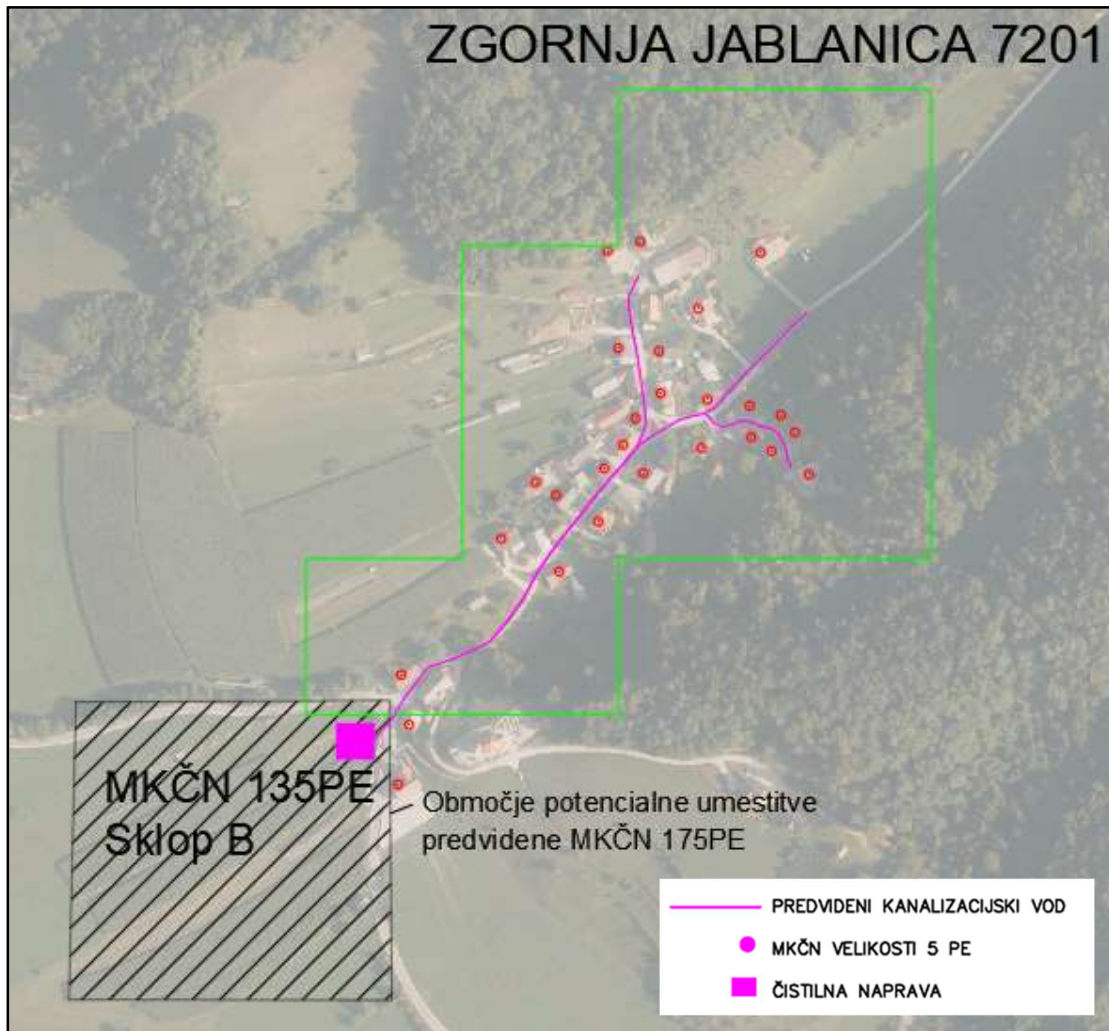 ZGORNJA JABLANICA 7201
MKČN 135PE
Sklop B
Območje potencialne umestitve
predvidene MKČN 175PE
PREDVIDENI KANALIZACIJSKI VOD
MKČN VELIKOSTI 5 PE
ČISTILNA NAPRAVA